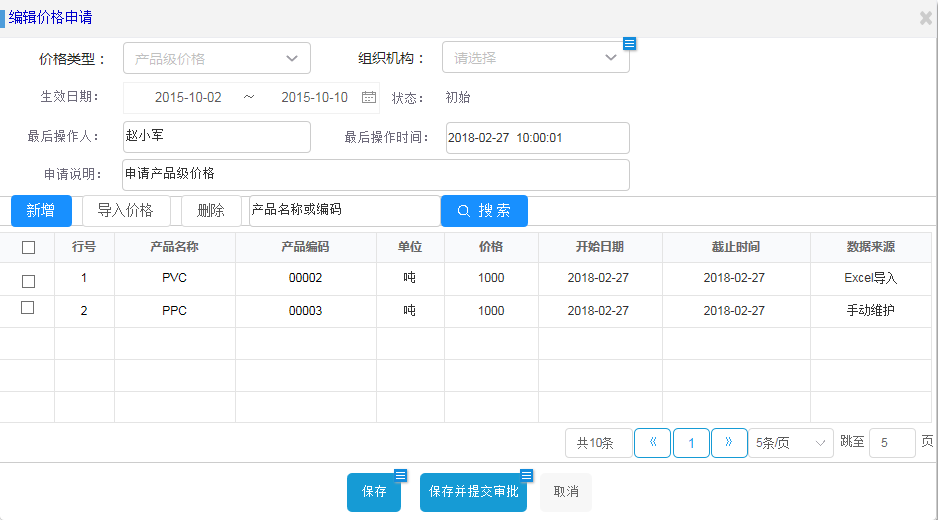 编辑价格申请
价格类型： 产品级价格 组织机构： 请选择
生效日期： 2015-10-02 ～ 2015-10-10 状态： 初始
最后操作人： 赵小军 最后操作时间： 2018-02-27 10:00:01
申请说明： 申请产品级价格
新增 导入价格 删除 产品名称或编码 搜索
行号 产品名称 产品编码 单位 价格 开始日期 截止时间 数据来源
1 PVC 00002 吨 1000 2018-02-27 2018-02-27 Excel导入
2 PPC 00003 吨 1000 2018-02-27 2018-02-27 手动维护
共10条 《 1 》 5条/页 跳至 5 页
保存 保存并提交审批 取消